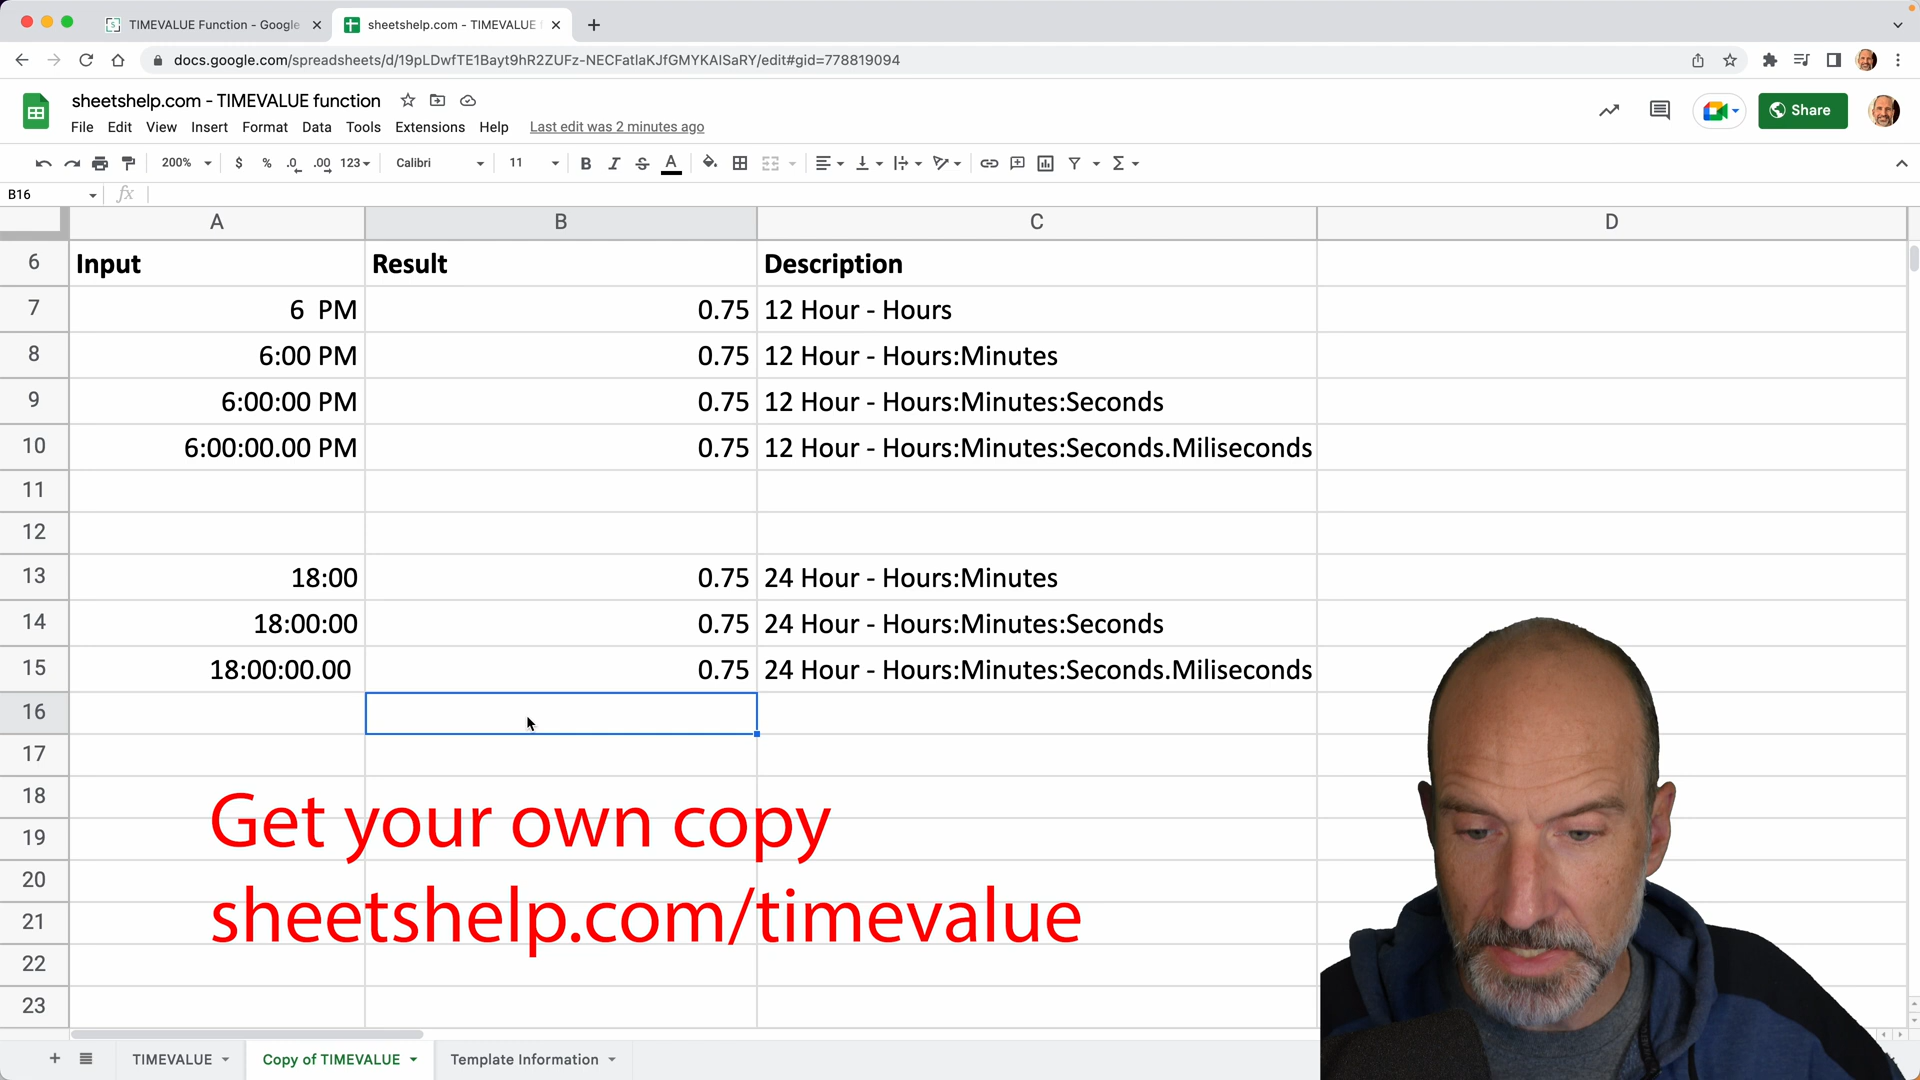 TIMEVALUE Function - Google
sheetshelp.com - TIMEVALUE f
docs.google.com/spreadsheets/d/19pLDwfTE1Bayt9hR2ZUFz-NECFatlaKJfGMYKAISaRY/edit#gid=778819094
sheetshelp.com - TIMEVALUE function
File Edit View Insert Format Data Tools Extensions Help Last edit was 2 minutes ago
Share
200% $ % .0 .00 123 Calibri 11 B I S A Σ
B16 fx
A B C D
6 Input Result Description
7 6  PM 0.75 12 Hour - Hours
8 6:00 PM 0.75 12 Hour - Hours:Minutes
9 6:00:00 PM 0.75 12 Hour - Hours:Minutes:Seconds
10 6:00:00.00 PM 0.75 12 Hour - Hours:Minutes:Seconds.Miliseconds
11
12
13 18:00 0.75 24 Hour - Hours:Minutes
14 18:00:00 0.75 24 Hour - Hours:Minutes:Seconds
15 18:00:00.00 0.75 24 Hour - Hours:Minutes:Seconds.Miliseconds
16
17
18
Get your own copy
19
20
21
sheetshelp.com/timevalue
22
23
TIMEVALUE Copy of TIMEVALUE Template Information